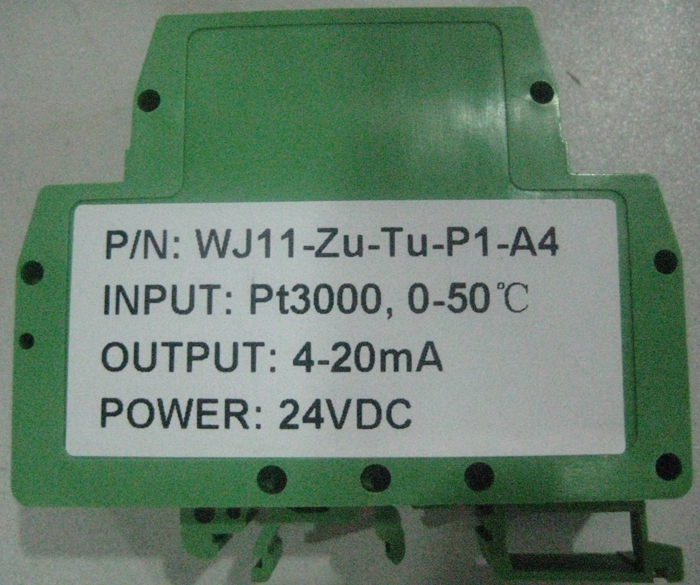 P/N: WJ11-Zu-Tu-P1-A4
INPUT: Pt3000, 0-50℃
OUTPUT: 4-20mA
POWER: 24VDC